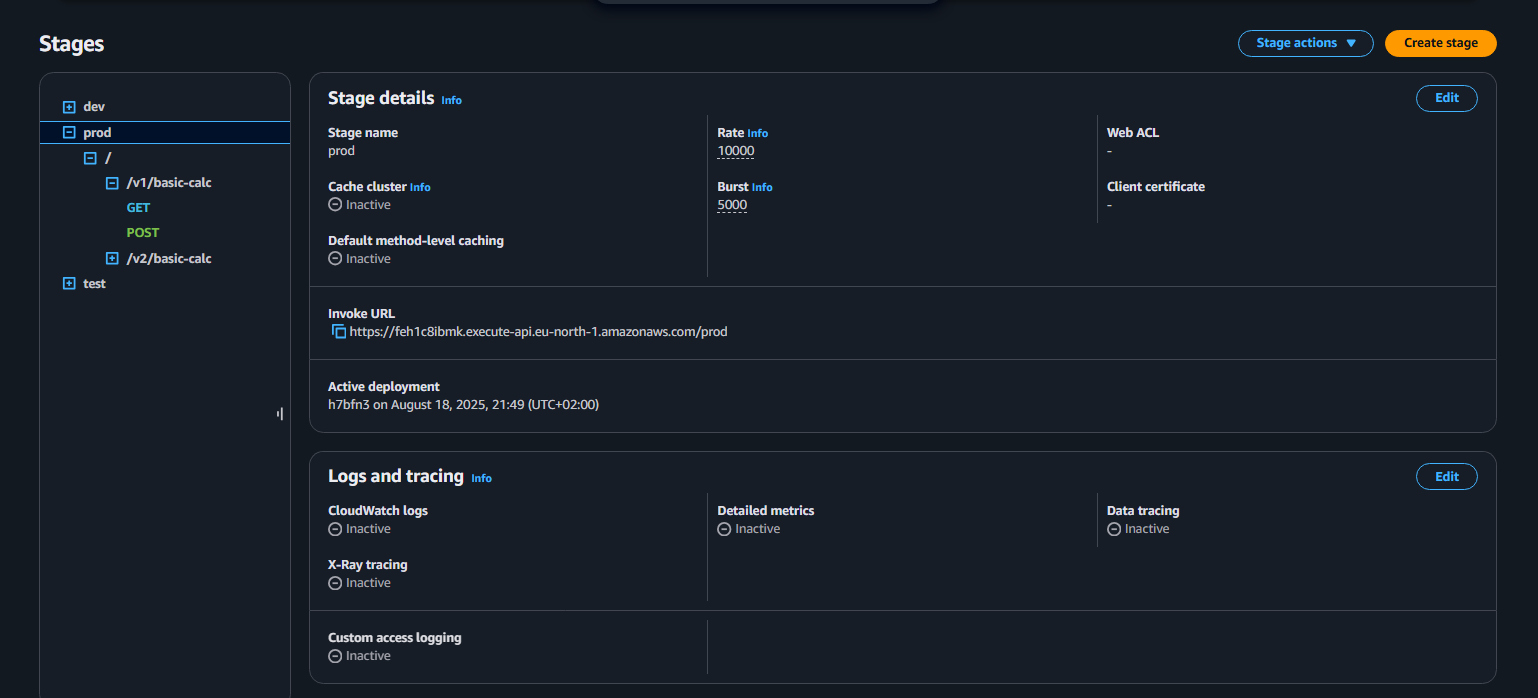 Stages
Stage actions
Create stage
dev
prod
/
/v1/basic-calc
GET
POST
/v2/basic-calc
test
Stage details Info
Edit
Stage name
prod
Rate Info
10000
Web ACL
-
Cache cluster Info
Inactive
Burst Info
5000
Client certificate
-
Default method-level caching
Inactive
Invoke URL
https://feh1c8ibmk.execute-api.eu-north-1.amazonaws.com/prod
Active deployment
h7bfn3 on August 18, 2025, 21:49 (UTC+02:00)
Logs and tracing Info
Edit
CloudWatch logs
Inactive
Detailed metrics
Inactive
Data tracing
Inactive
X-Ray tracing
Inactive
Custom access logging
Inactive